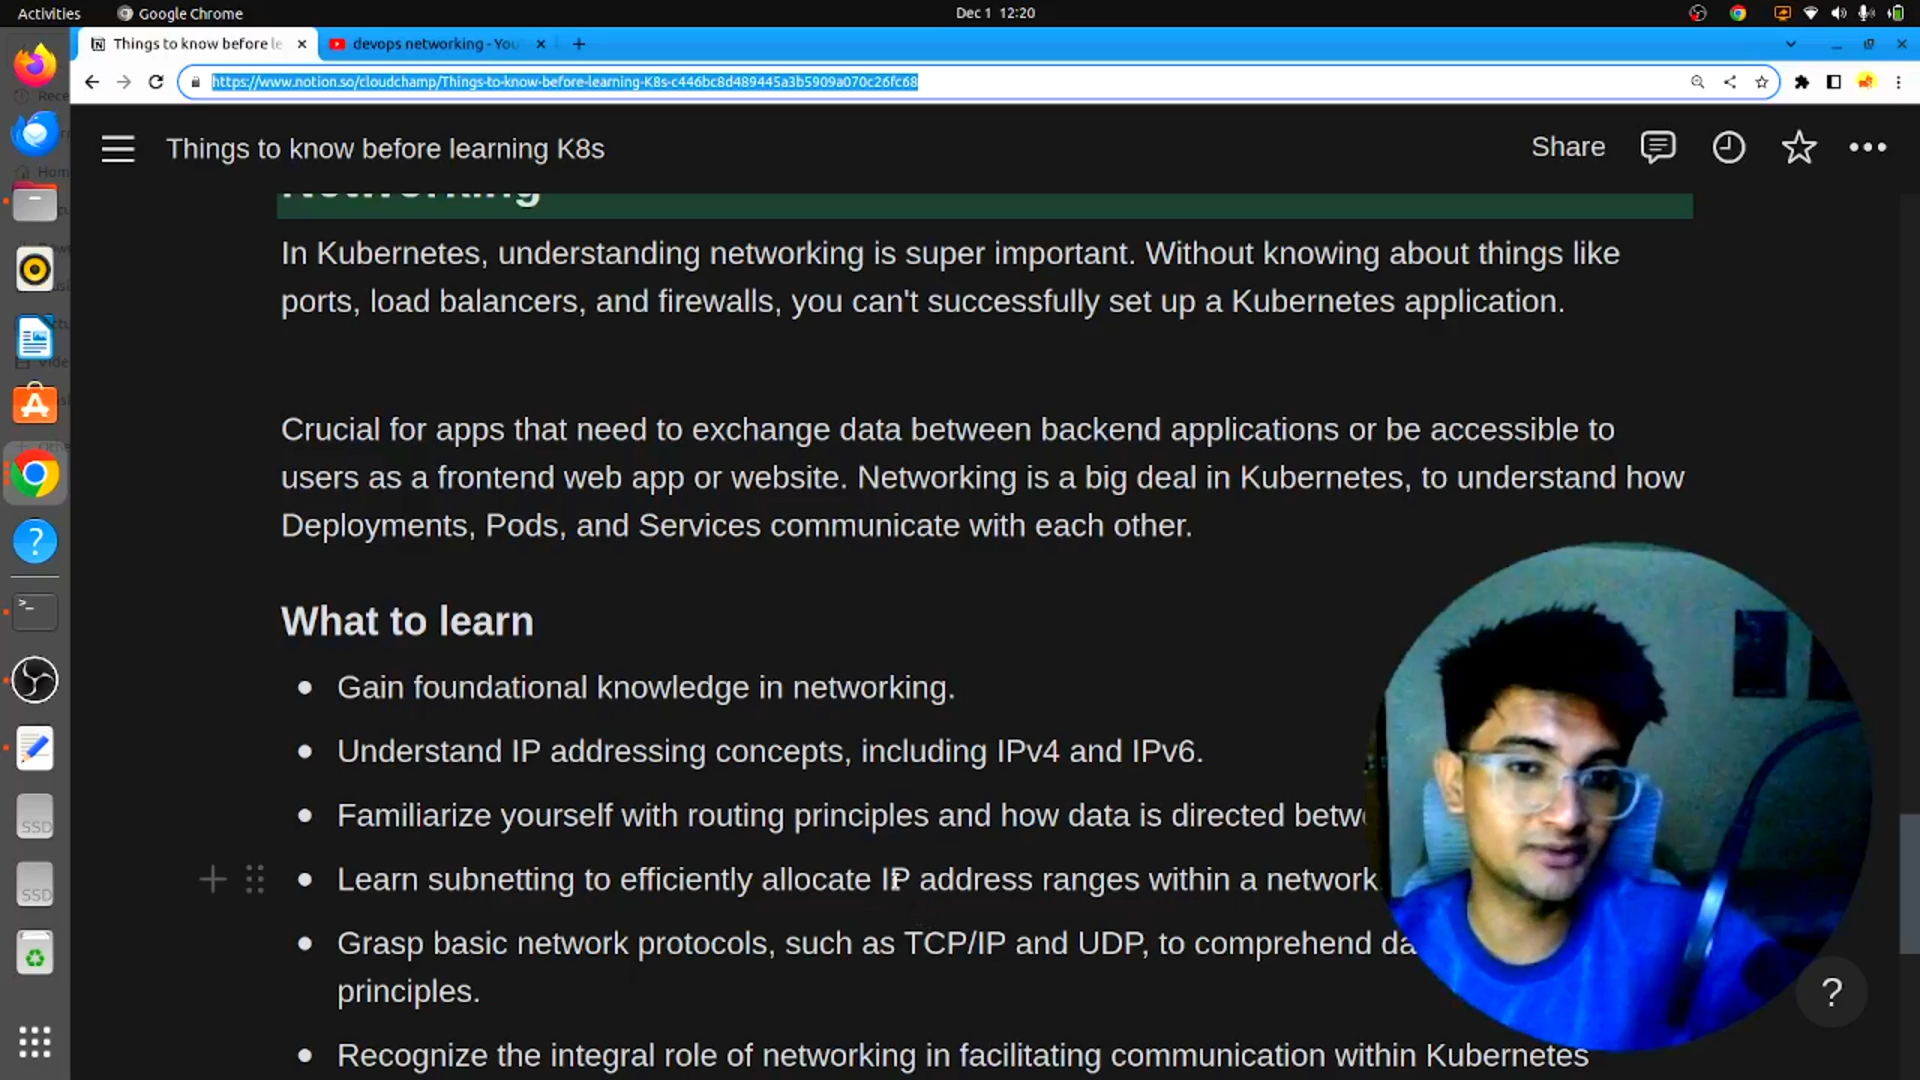 Activities
Google Chrome
Dec 1 12:20
Things to know before le
devops networking - You
https://www.notion.so/cloudchamp/Things-to-know-before-learning-K8s-c446bc8d489445a3b5909a070c26fc68
Things to know before learning K8s
Share
Networking
In Kubernetes, understanding networking is super important. Without knowing about things like
ports, load balancers, and firewalls, you can't successfully set up a Kubernetes application.
Crucial for apps that need to exchange data between backend applications or be accessible to
users as a frontend web app or website. Networking is a big deal in Kubernetes, to understand how
Deployments, Pods, and Services communicate with each other.
What to learn
• Gain foundational knowledge in networking.
• Understand IP addressing concepts, including IPv4 and IPv6.
• Familiarize yourself with routing principles and how data is directed betwe
• Learn subnetting to efficiently allocate IP address ranges within a network.
• Grasp basic network protocols, such as TCP/IP and UDP, to comprehend da
principles.
• Recognize the integral role of networking in facilitating communication within Kubernetes
SSD
SSD
?
?